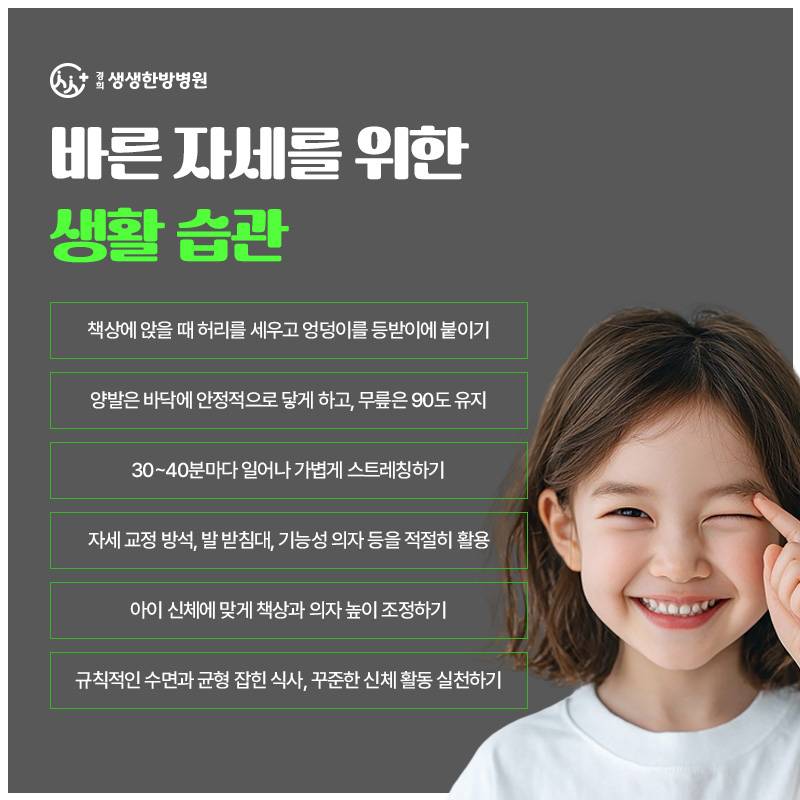 경희 생생한방병원
바른 자세를 위한
생활 습관
책상에 앉을 때 허리를 세우고 엉덩이를 등받이에 붙이기
양발은 바닥에 안정적으로 닿게 하고, 무릎은 90도 유지
30~40분마다 일어나 가볍게 스트레칭하기
자세 교정 방석, 발 받침대, 기능성 의자 등을 적절히 활용
아이 신체에 맞게 책상과 의자 높이 조정하기
규칙적인 수면과 균형 잡힌 식사, 꾸준한 신체 활동 실천하기